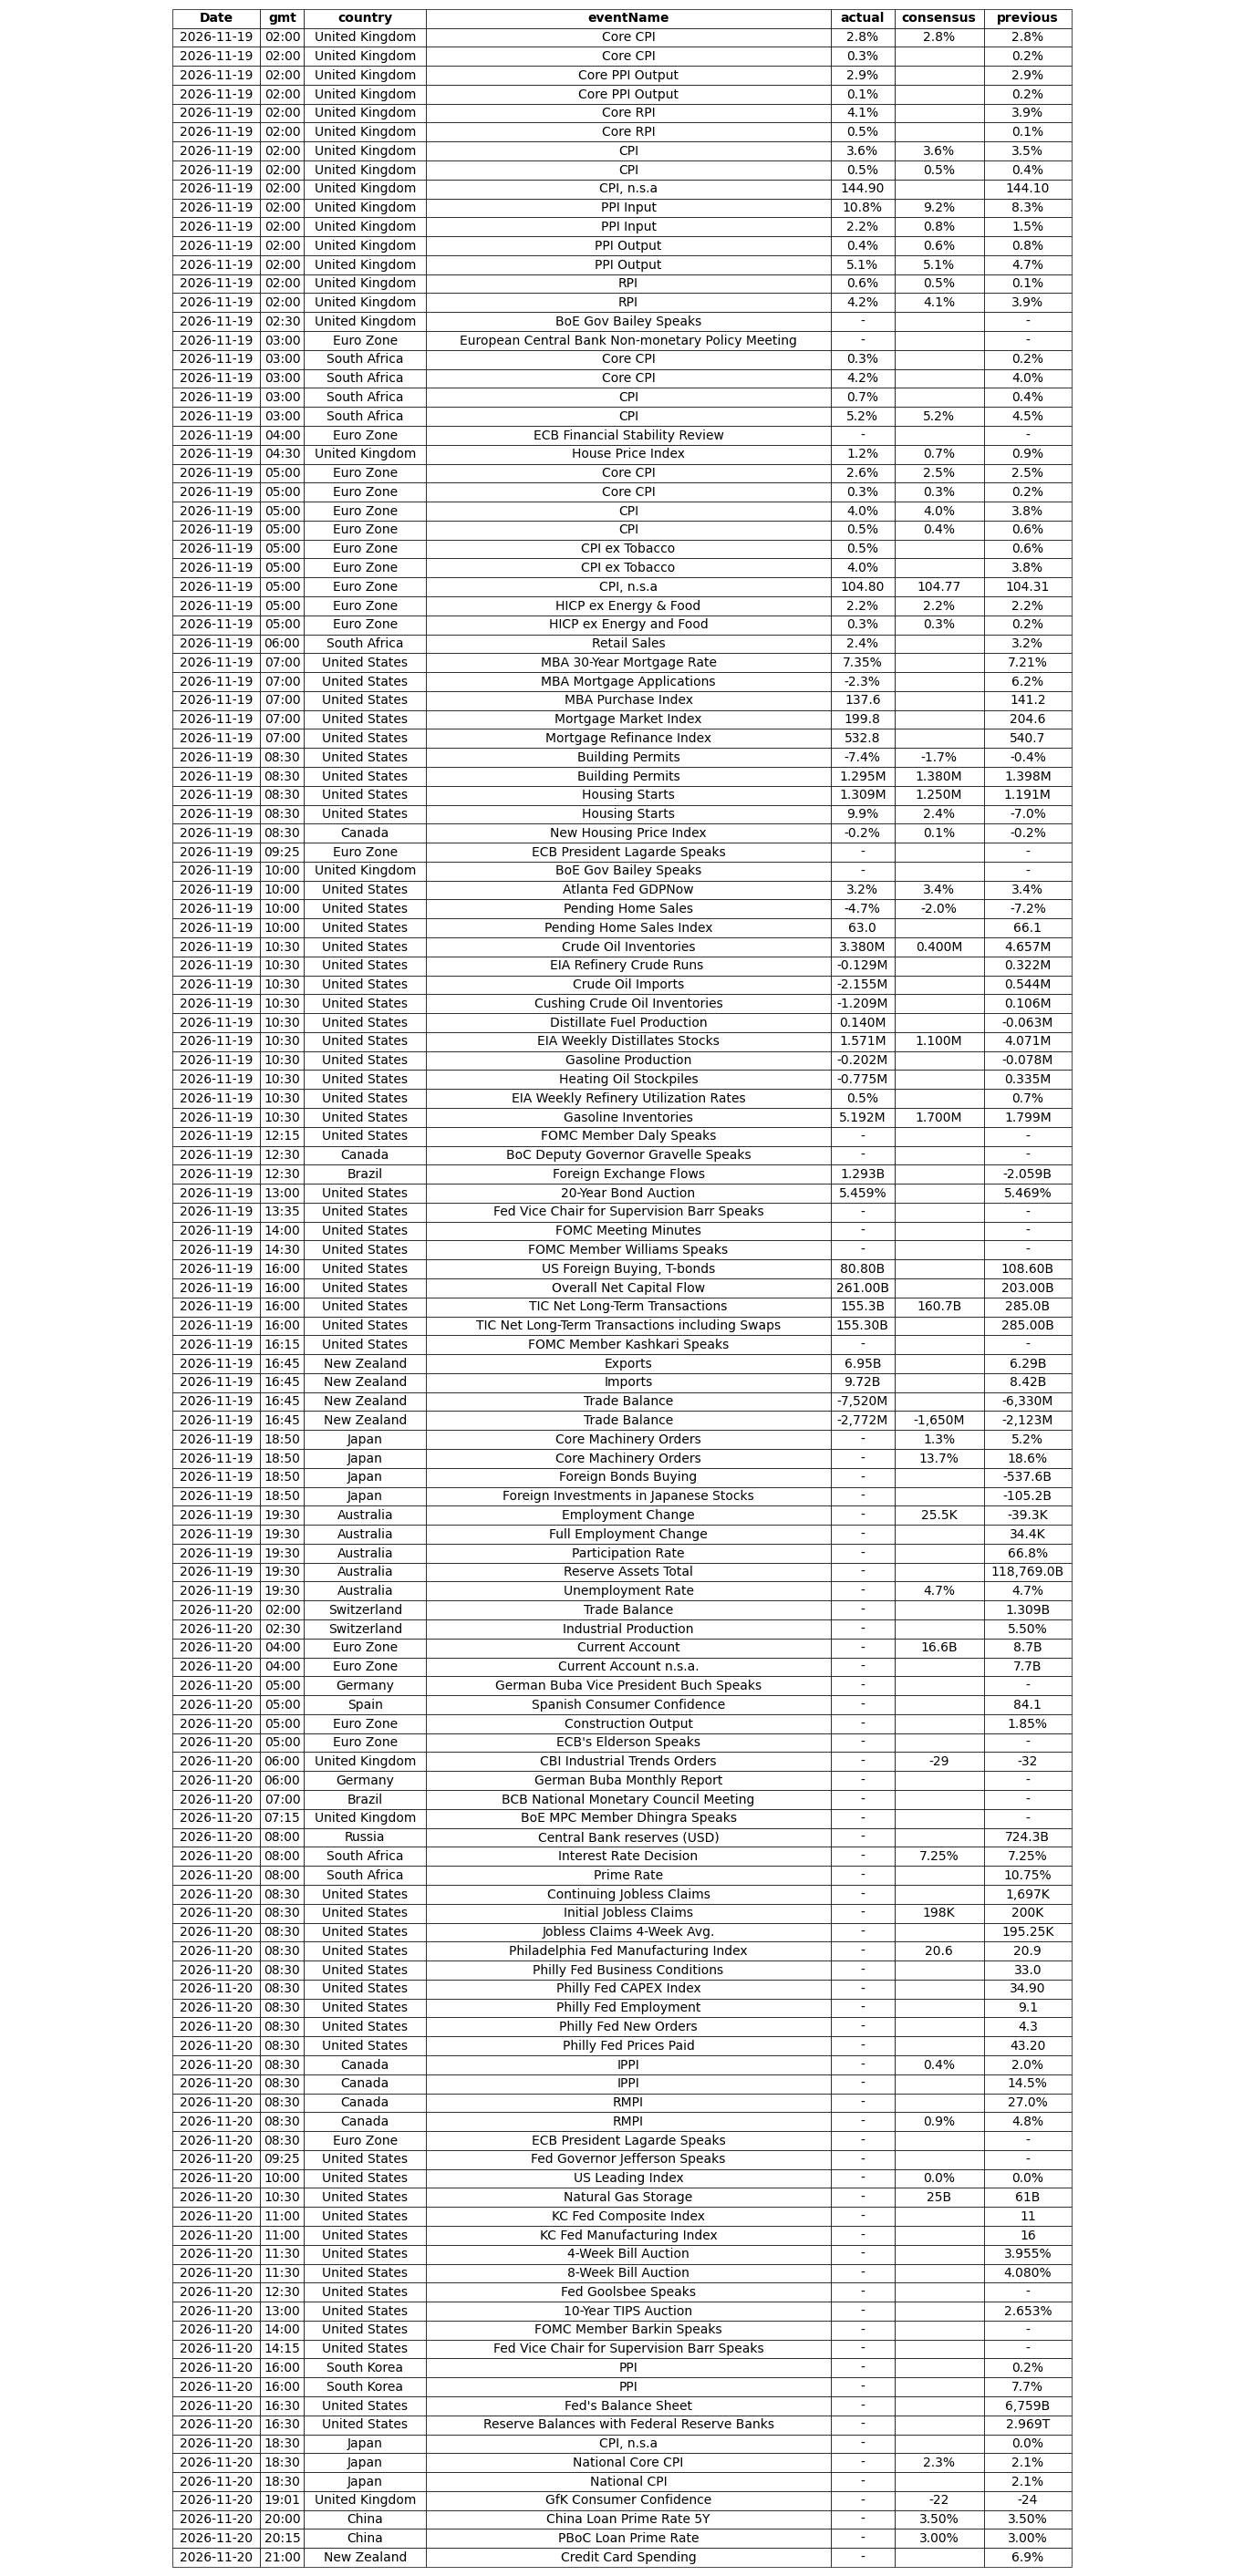 Date gmt country eventName actual consensus previous
2026-11-19 02:00 United Kingdom Core CPI 2.8% 2.8% 2.8%
2026-11-19 02:00 United Kingdom Core CPI 0.3% 0.2%
2026-11-19 02:00 United Kingdom Core PPI Output 2.9% 2.9%
2026-11-19 02:00 United Kingdom Core PPI Output 0.1% 0.2%
2026-11-19 02:00 United Kingdom Core RPI 4.1% 3.9%
2026-11-19 02:00 United Kingdom Core RPI 0.5% 0.1%
2026-11-19 02:00 United Kingdom CPI 3.6% 3.6% 3.5%
2026-11-19 02:00 United Kingdom CPI 0.5% 0.5% 0.4%
2026-11-19 02:00 United Kingdom CPI, n.s.a 144.90 144.10
2026-11-19 02:00 United Kingdom PPI Input 10.8% 9.2% 8.3%
2026-11-19 02:00 United Kingdom PPI Input 2.2% 0.8% 1.5%
2026-11-19 02:00 United Kingdom PPI Output 0.4% 0.6% 0.8%
2026-11-19 02:00 United Kingdom PPI Output 5.1% 5.1% 4.7%
2026-11-19 02:00 United Kingdom RPI 0.6% 0.5% 0.1%
2026-11-19 02:00 United Kingdom RPI 4.2% 4.1% 3.9%
2026-11-19 02:30 United Kingdom BoE Gov Bailey Speaks - -
2026-11-19 03:00 Euro Zone European Central Bank Non-monetary Policy Meeting - -
2026-11-19 03:00 South Africa Core CPI 0.3% 0.2%
2026-11-19 03:00 South Africa Core CPI 4.2% 4.0%
2026-11-19 03:00 South Africa CPI 0.7% 0.4%
2026-11-19 03:00 South Africa CPI 5.2% 5.2% 4.5%
2026-11-19 04:00 Euro Zone ECB Financial Stability Review - -
2026-11-19 04:30 United Kingdom House Price Index 1.2% 0.7% 0.9%
2026-11-19 05:00 Euro Zone Core CPI 2.6% 2.5% 2.5%
2026-11-19 05:00 Euro Zone Core CPI 0.3% 0.3% 0.2%
2026-11-19 05:00 Euro Zone CPI 4.0% 4.0% 3.8%
2026-11-19 05:00 Euro Zone CPI 0.5% 0.4% 0.6%
2026-11-19 05:00 Euro Zone CPI ex Tobacco 0.5% 0.6%
2026-11-19 05:00 Euro Zone CPI ex Tobacco 4.0% 3.8%
2026-11-19 05:00 Euro Zone CPI, n.s.a 104.80 104.77 104.31
2026-11-19 05:00 Euro Zone HICP ex Energy & Food 2.2% 2.2% 2.2%
2026-11-19 05:00 Euro Zone HICP ex Energy and Food 0.3% 0.3% 0.2%
2026-11-19 06:00 South Africa Retail Sales 2.4% 3.2%
2026-11-19 07:00 United States MBA 30-Year Mortgage Rate 7.35% 7.21%
2026-11-19 07:00 United States MBA Mortgage Applications -2.3% 6.2%
2026-11-19 07:00 United States MBA Purchase Index 137.6 141.2
2026-11-19 07:00 United States Mortgage Market Index 199.8 204.6
2026-11-19 07:00 United States Mortgage Refinance Index 532.8 540.7
2026-11-19 08:30 United States Building Permits -7.4% -1.7% -0.4%
2026-11-19 08:30 United States Building Permits 1.295M 1.380M 1.398M
2026-11-19 08:30 United States Housing Starts 1.309M 1.250M 1.191M
2026-11-19 08:30 United States Housing Starts 9.9% 2.4% -7.0%
2026-11-19 08:30 Canada New Housing Price Index -0.2% 0.1% -0.2%
2026-11-19 09:25 Euro Zone ECB President Lagarde Speaks - -
2026-11-19 10:00 United Kingdom BoE Gov Bailey Speaks - -
2026-11-19 10:00 United States Atlanta Fed GDPNow 3.2% 3.4% 3.4%
2026-11-19 10:00 United States Pending Home Sales -4.7% -2.0% -7.2%
2026-11-19 10:00 United States Pending Home Sales Index 63.0 66.1
2026-11-19 10:30 United States Crude Oil Inventories 3.380M 0.400M 4.657M
2026-11-19 10:30 United States EIA Refinery Crude Runs -0.129M 0.322M
2026-11-19 10:30 United States Crude Oil Imports -2.155M 0.544M
2026-11-19 10:30 United States Cushing Crude Oil Inventories -1.209M 0.106M
2026-11-19 10:30 United States Distillate Fuel Production 0.140M -0.063M
2026-11-19 10:30 United States EIA Weekly Distillates Stocks 1.571M 1.100M 4.071M
2026-11-19 10:30 United States Gasoline Production -0.202M -0.078M
2026-11-19 10:30 United States Heating Oil Stockpiles -0.775M 0.335M
2026-11-19 10:30 United States EIA Weekly Refinery Utilization Rates 0.5% 0.7%
2026-11-19 10:30 United States Gasoline Inventories 5.192M 1.700M 1.799M
2026-11-19 12:15 United States FOMC Member Daly Speaks - -
2026-11-19 12:30 Canada BoC Deputy Governor Gravelle Speaks - -
2026-11-19 12:30 Brazil Foreign Exchange Flows 1.293B -2.059B
2026-11-19 13:00 United States 20-Year Bond Auction 5.459% 5.469%
2026-11-19 13:35 United States Fed Vice Chair for Supervision Barr Speaks - -
2026-11-19 14:00 United States FOMC Meeting Minutes - -
2026-11-19 14:30 United States FOMC Member Williams Speaks - -
2026-11-19 16:00 United States US Foreign Buying, T-bonds 80.80B 108.60B
2026-11-19 16:00 United States Overall Net Capital Flow 261.00B 203.00B
2026-11-19 16:00 United States TIC Net Long-Term Transactions 155.3B 160.7B 285.0B
2026-11-19 16:00 United States TIC Net Long-Term Transactions including Swaps 155.30B 285.00B
2026-11-19 16:15 United States FOMC Member Kashkari Speaks - -
2026-11-19 16:45 New Zealand Exports 6.95B 6.29B
2026-11-19 16:45 New Zealand Imports 9.72B 8.42B
2026-11-19 16:45 New Zealand Trade Balance -7,520M -6,330M
2026-11-19 16:45 New Zealand Trade Balance -2,772M -1,650M -2,123M
2026-11-19 18:50 Japan Core Machinery Orders - 1.3% 5.2%
2026-11-19 18:50 Japan Core Machinery Orders - 13.7% 18.6%
2026-11-19 18:50 Japan Foreign Bonds Buying - -537.6B
2026-11-19 18:50 Japan Foreign Investments in Japanese Stocks - -105.2B
2026-11-19 19:30 Australia Employment Change - 25.5K -39.3K
2026-11-19 19:30 Australia Full Employment Change - 34.4K
2026-11-19 19:30 Australia Participation Rate - 66.8%
2026-11-19 19:30 Australia Reserve Assets Total - 118,769.0B
2026-11-19 19:30 Australia Unemployment Rate - 4.7% 4.7%
2026-11-20 02:00 Switzerland Trade Balance - 1.309B
2026-11-20 02:30 Switzerland Industrial Production - 5.50%
2026-11-20 04:00 Euro Zone Current Account - 16.6B 8.7B
2026-11-20 04:00 Euro Zone Current Account n.s.a. - 7.7B
2026-11-20 05:00 Germany German Buba Vice President Buch Speaks - -
2026-11-20 05:00 Spain Spanish Consumer Confidence - 84.1
2026-11-20 05:00 Euro Zone Construction Output - 1.85%
2026-11-20 05:00 Euro Zone ECB's Elderson Speaks - -
2026-11-20 06:00 United Kingdom CBI Industrial Trends Orders - -29 -32
2026-11-20 06:00 Germany German Buba Monthly Report - -
2026-11-20 07:00 Brazil BCB National Monetary Council Meeting - -
2026-11-20 07:15 United Kingdom BoE MPC Member Dhingra Speaks - -
2026-11-20 08:00 Russia Central Bank reserves (USD) - 724.3B
2026-11-20 08:00 South Africa Interest Rate Decision - 7.25% 7.25%
2026-11-20 08:00 South Africa Prime Rate - 10.75%
2026-11-20 08:30 United States Continuing Jobless Claims - 1,697K
2026-11-20 08:30 United States Initial Jobless Claims - 198K 200K
2026-11-20 08:30 United States Jobless Claims 4-Week Avg. - 195.25K
2026-11-20 08:30 United States Philadelphia Fed Manufacturing Index - 20.6 20.9
2026-11-20 08:30 United States Philly Fed Business Conditions - 33.0
2026-11-20 08:30 United States Philly Fed CAPEX Index - 34.90
2026-11-20 08:30 United States Philly Fed Employment - 9.1
2026-11-20 08:30 United States Philly Fed New Orders - 4.3
2026-11-20 08:30 United States Philly Fed Prices Paid - 43.20
2026-11-20 08:30 Canada IPPI - 0.4% 2.0%
2026-11-20 08:30 Canada IPPI - 14.5%
2026-11-20 08:30 Canada RMPI - 27.0%
2026-11-20 08:30 Canada RMPI - 0.9% 4.8%
2026-11-20 08:30 Euro Zone ECB President Lagarde Speaks - -
2026-11-20 09:25 United States Fed Governor Jefferson Speaks - -
2026-11-20 10:00 United States US Leading Index - 0.0% 0.0%
2026-11-20 10:30 United States Natural Gas Storage - 25B 61B
2026-11-20 11:00 United States KC Fed Composite Index - 11
2026-11-20 11:00 United States KC Fed Manufacturing Index - 16
2026-11-20 11:30 United States 4-Week Bill Auction - 3.955%
2026-11-20 11:30 United States 8-Week Bill Auction - 4.080%
2026-11-20 12:30 United States Fed Goolsbee Speaks - -
2026-11-20 13:00 United States 10-Year TIPS Auction - 2.653%
2026-11-20 14:00 United States FOMC Member Barkin Speaks - -
2026-11-20 14:15 United States Fed Vice Chair for Supervision Barr Speaks - -
2026-11-20 16:00 South Korea PPI - 0.2%
2026-11-20 16:00 South Korea PPI - 7.7%
2026-11-20 16:30 United States Fed's Balance Sheet - 6,759B
2026-11-20 16:30 United States Reserve Balances with Federal Reserve Banks - 2.969T
2026-11-20 18:30 Japan CPI, n.s.a - 0.0%
2026-11-20 18:30 Japan National Core CPI - 2.3% 2.1%
2026-11-20 18:30 Japan National CPI - 2.1%
2026-11-20 19:01 United Kingdom GfK Consumer Confidence - -22 -24
2026-11-20 20:00 China China Loan Prime Rate 5Y - 3.50% 3.50%
2026-11-20 20:15 China PBoC Loan Prime Rate - 3.00% 3.00%
2026-11-20 21:00 New Zealand Credit Card Spending - 6.9%